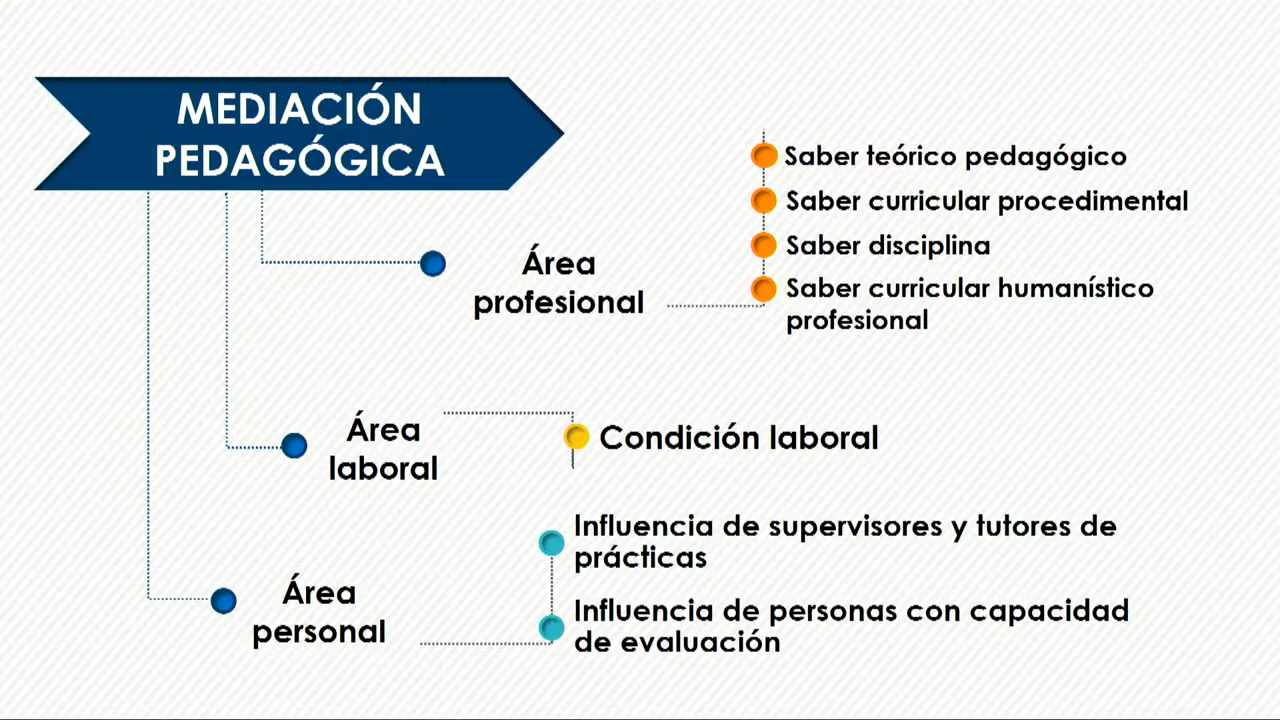 MEDIACIÓN
PEDAGÓGICA
Saber teórico pedagógico
Saber curricular procedimental
Saber disciplina
Saber curricular humanístico
profesional
Área
profesional
Área
laboral
Condición laboral
Influencia de supervisores y tutores de
prácticas
Influencia de personas con capacidad
de evaluación
Área
personal